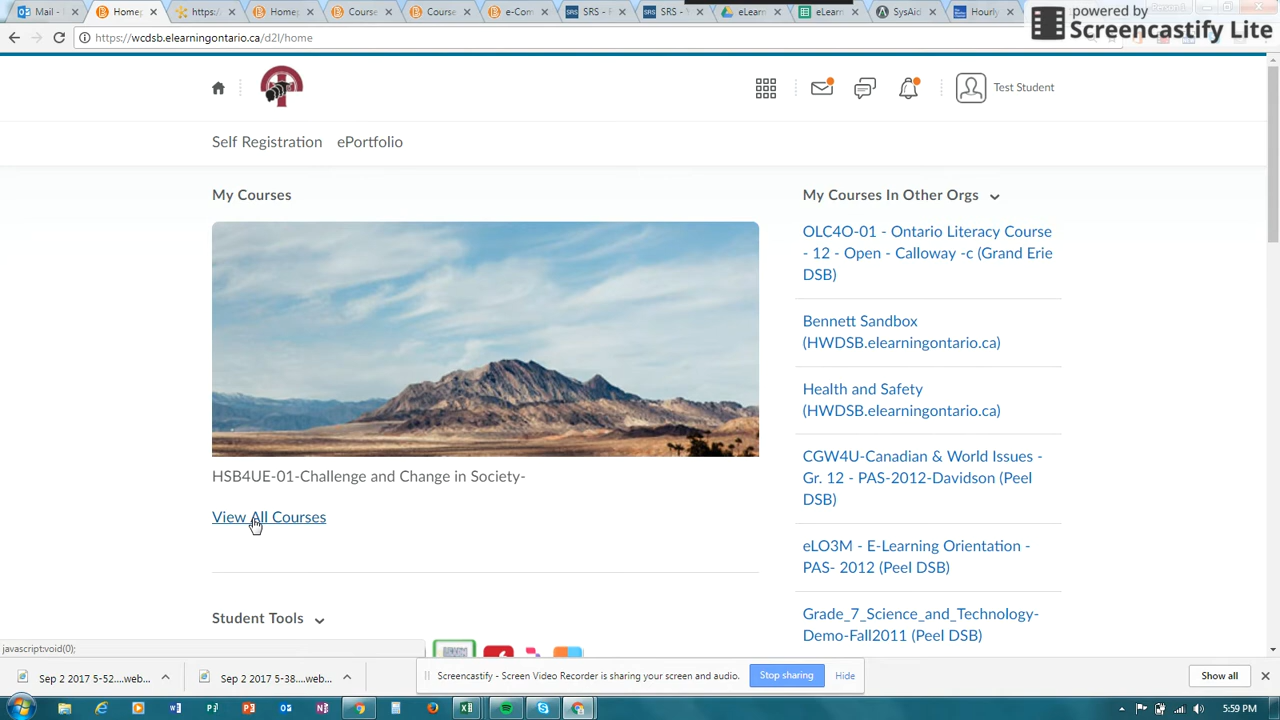 Mail -
Homep
https:/
Homep
Course
Course
e-Com
SRS - P
SRS -
eLearn
eLearn
SysAid
Hourly
powered by
Screencastify Lite
https://wcdsb.elearningontario.ca/d2l/home
Test Student
Self Registration ePortfolio
My Courses
HSB4UE-01-Challenge and Change in Society-
View All Courses
Student Tools
My Courses In Other Orgs
OLC4O-01 - Ontario Literacy Course
- 12 - Open - Calloway -c (Grand Erie
DSB)
Bennett Sandbox
(HWDSB.elearningontario.ca)
Health and Safety
(HWDSB.elearningontario.ca)
CGW4U-Canadian & World Issues -
Gr. 12 - PAS-2012-Davidson (Peel
DSB)
eLO3M - E-Learning Orientation -
PAS- 2012 (Peel DSB)
Grade_7_Science_and_Technology-
Demo-Fall2011 (Peel DSB)
javascript:void(0);
Sep 2 2017 5-52....web...
Sep 2 2017 5-38....web...
Screencastify - Screen Video Recorder is sharing your screen and audio.
Stop sharing
Hide
Show all
5:59 PM